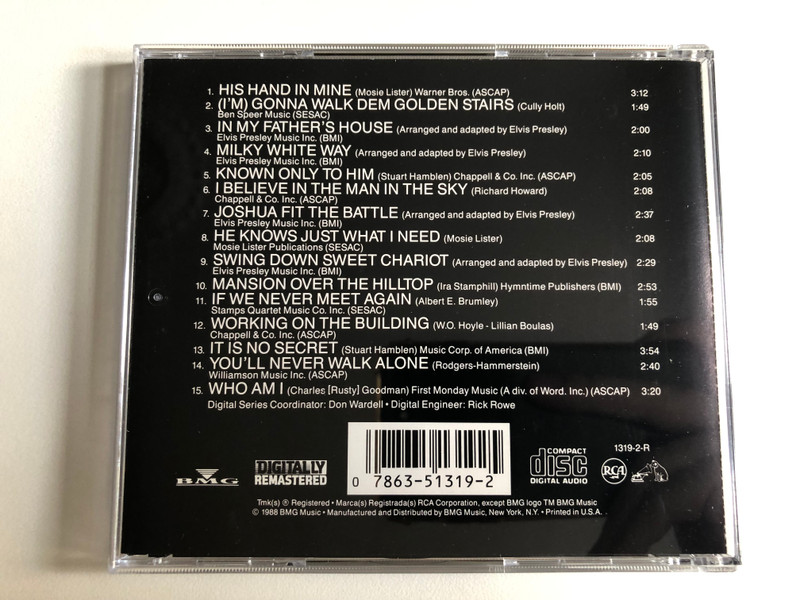 1. HIS HAND IN MINE (Mosie Lister) Warner Bros. (ASCAP) 3:12
2. (I'M) GONNA WALK DEM GOLDEN STAIRS (Cully Holt) 1:49
Ben Speer Music (SESAC)
3. IN MY FATHER'S HOUSE (Arranged and adapted by Elvis Presley) 2:00
Elvis Presley Music Inc. (BMI)
4. MILKY WHITE WAY (Arranged and adapted by Elvis Presley) 2:10
Elvis Presley Music Inc. (BMI)
5. KNOWN ONLY TO HIM (Stuart Hamblen) Chappell & Co. Inc. (ASCAP) 2:05
6. I BELIEVE IN THE MAN IN THE SKY (Richard Howard) 2:08
Chappell & Co. Inc. (ASCAP)
7. JOSHUA FIT THE BATTLE (Arranged and adapted by Elvis Presley) 2:37
Elvis Presley Music Inc. (BMI)
8. HE KNOWS JUST WHAT I NEED (Mosie Lister) 2:08
Mosie Lister Publications (SESAC)
9. SWING DOWN SWEET CHARIOT (Arranged and adapted by Elvis Presley) 2:29
Elvis Presley Music Inc. (BMI)
10. MANSION OVER THE HILLTOP (Ira Stamphill) Hymntime Publishers (BMI) 2:53
11. IF WE NEVER MEET AGAIN (Albert E. Brumley) 1:55
Stamps Quartet Music Co. Inc. (SESAC)
12. WORKING ON THE BUILDING (W.O. Hoyle - Lillian Boulas) 1:49
Chappell & Co. Inc. (ASCAP)
13. IT IS NO SECRET (Stuart Hamblen) Music Corp. of America (BMI) 3:54
14. YOU'LL NEVER WALK ALONE (Rodgers-Hammerstein) 2:40
Williamson Music Inc. (ASCAP)
15. WHO AM I (Charles [Rusty] Goodman) First Monday Music (A div. of Word. Inc.) (ASCAP) 3:20
Digital Series Coordinator: Don Wardell • Digital Engineer: Rick Rowe
1319-2-R
BMG
DIGITALLY
REMASTERED
0 7863-51319-2
COMPACT
disc
DIGITAL AUDIO
RCA
Tmk(s) ® Registered • Marca(s) Registrada(s) RCA Corporation, except BMG logo TM BMG Music
© 1988 BMG Music • Manufactured and Distributed by BMG Music, New York, N.Y. • Printed in U.S.A.